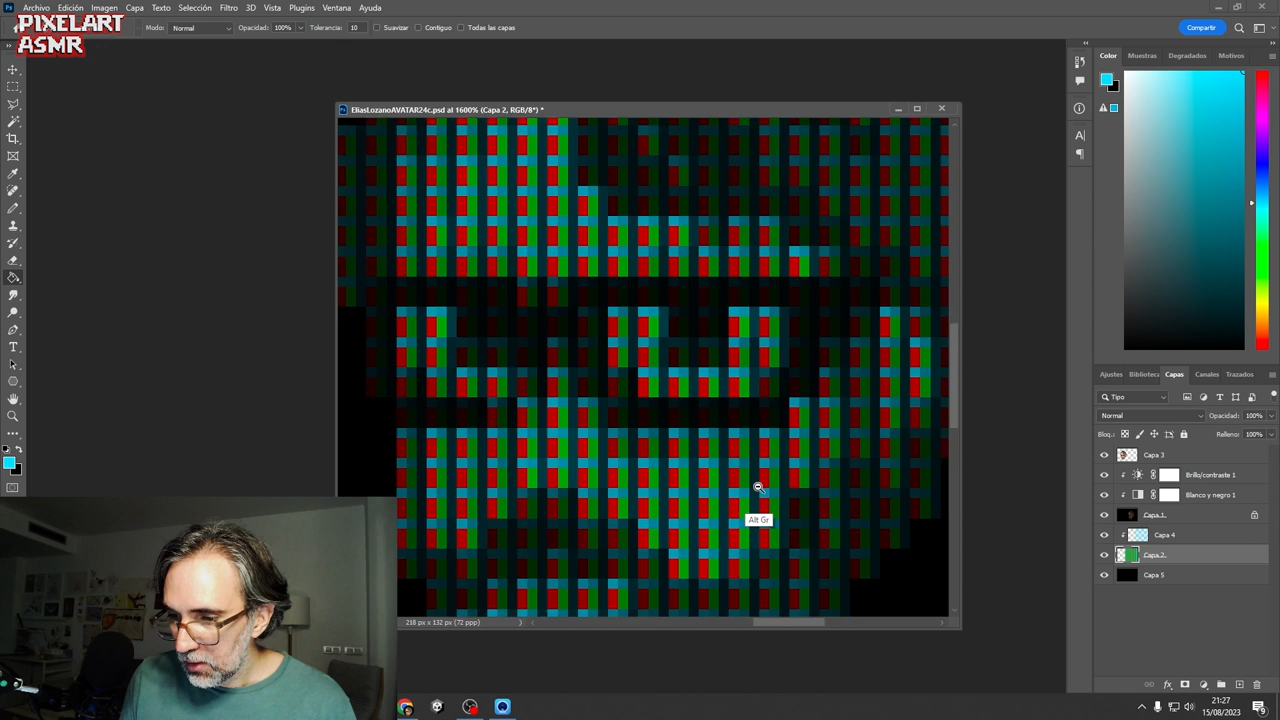 Archivo Edición Imagen Capa Texto Selección Filtro 3D Vista Plugins Ventana Ayuda
PIXELART
ASMR
Modo: Normal Opacidad: 100% Tolerancia: 10 Suavizar Contiguo Todas las capas
Compartir
Color Muestras Degradados Motivos
EliasLozanoAVATAR24c.psd al 1600% (Capa 2, RGB/8*) *
Ajustes Bibliotec Capas Canales Trazados
Tipo
Normal Opacidad: 100%
Bloq.: Relleno: 100%
Capa 3
Brillo/contraste 1
Blanco y negro 1
Capa 1
Capa 4
Capa 2
Capa 5
Alt Gr
218 px x 132 px (72 ppp)
21:27
15/08/2023